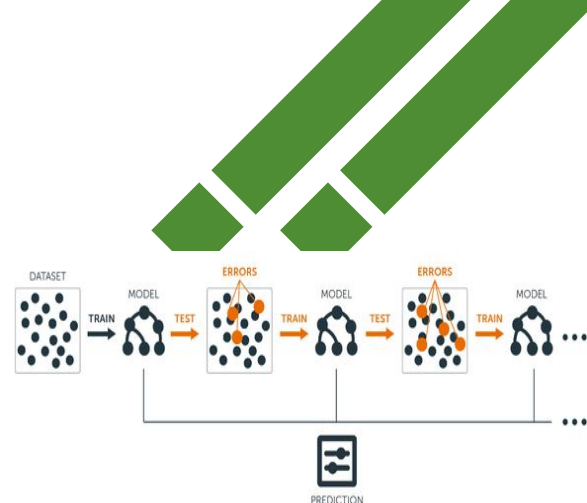 DATASET
TRAIN
MODEL
TEST
ERRORS
TRAIN
MODEL
TEST
ERRORS
TRAIN
MODEL
PREDICTION